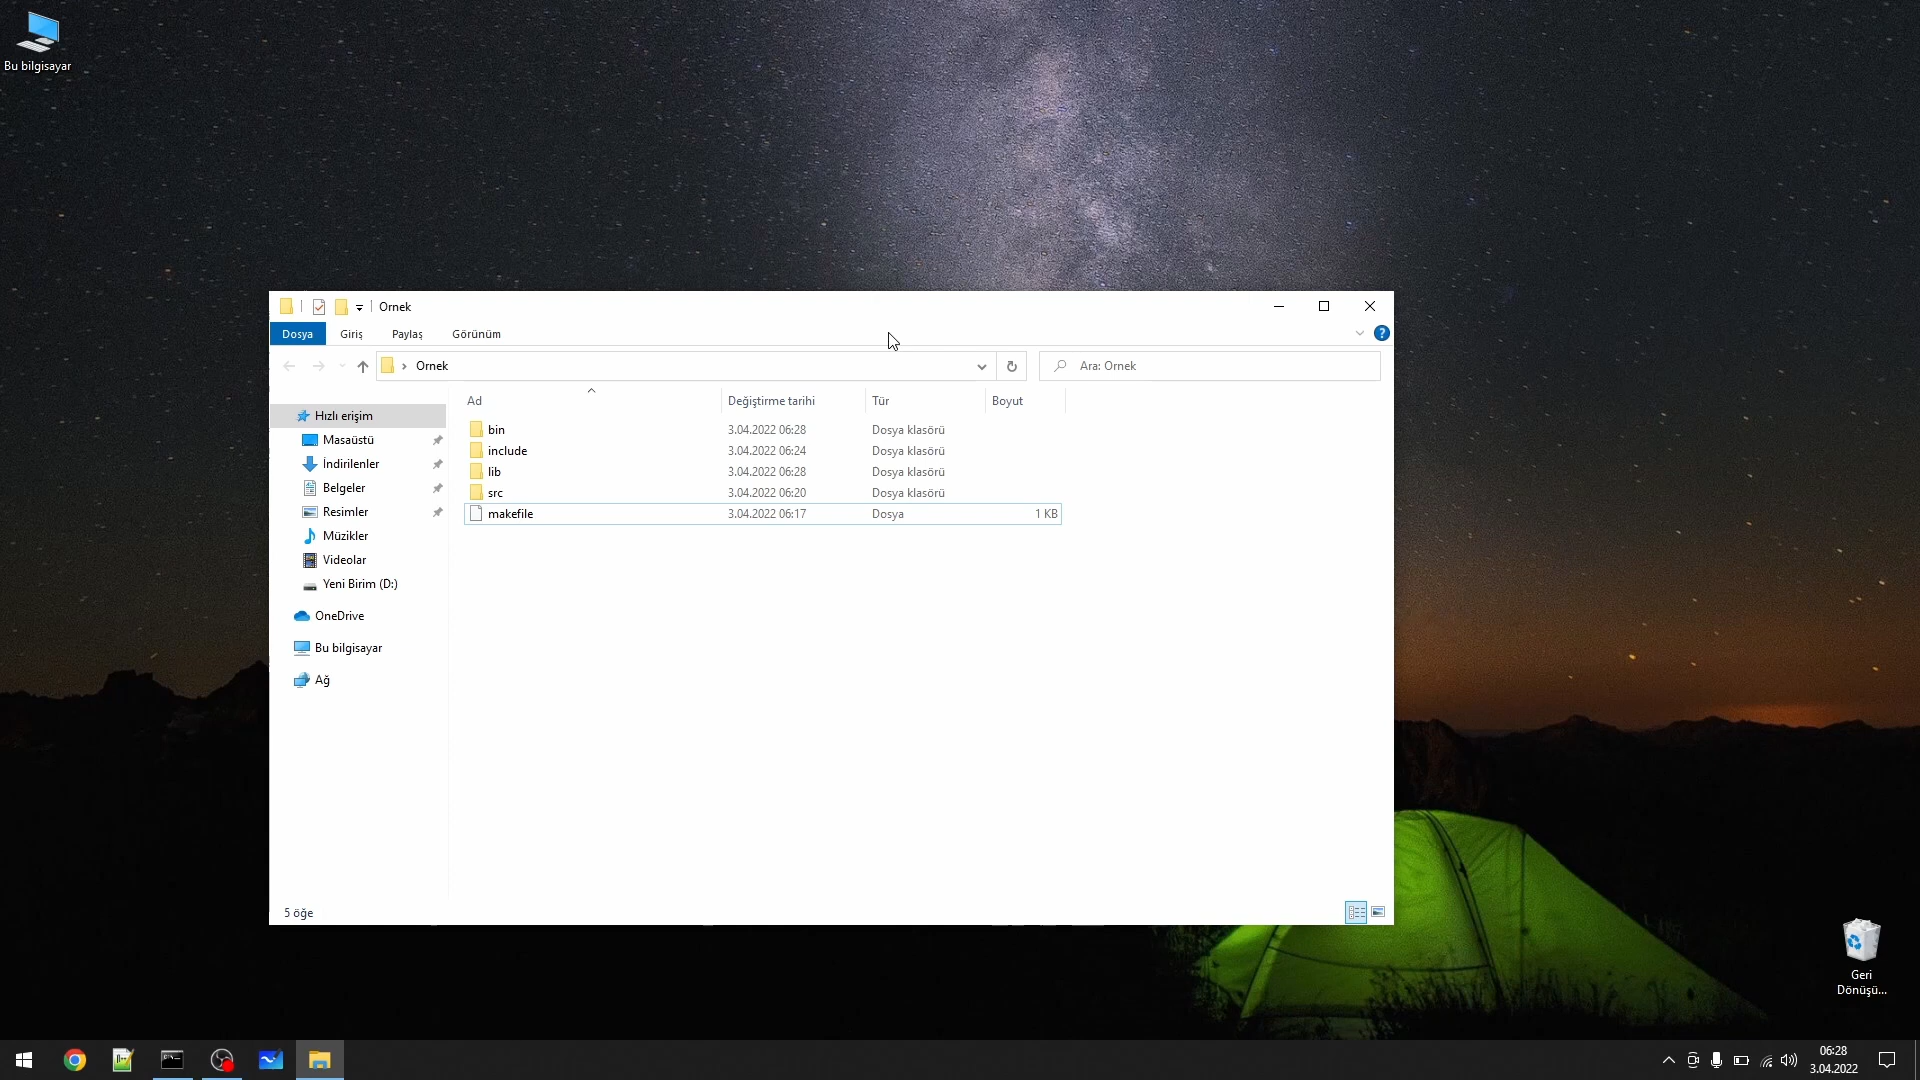 Bu bilgisayar
Ornek
Dosya Giriş Paylaş Görünüm
Ornek
Ara: Ornek
Ad Değiştirme tarihi Tür Boyut
Hızlı erişim
Masaüstü
İndirilenler
Belgeler
Resimler
Müzikler
Videolar
Yeni Birim (D:)
OneDrive
Bu bilgisayar
Ağ
bin 3.04.2022 06:28 Dosya klasörü
include 3.04.2022 06:24 Dosya klasörü
lib 3.04.2022 06:28 Dosya klasörü
src 3.04.2022 06:20 Dosya klasörü
makefile 3.04.2022 06:17 Dosya 1 KB
5 öğe
Geri
Dönüşü...
06:28
3.04.2022